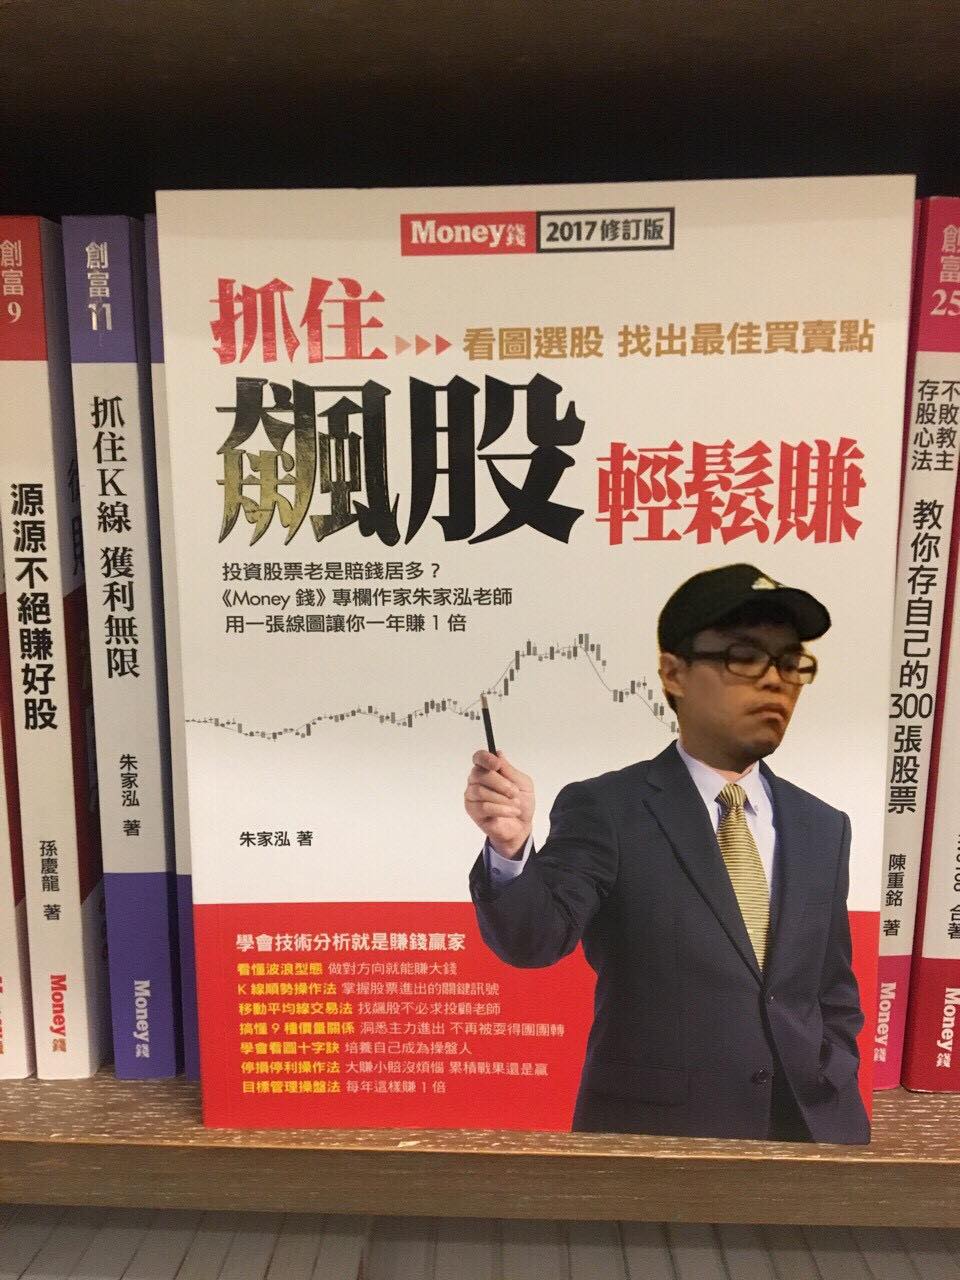 Money錢 2017修訂版
抓住 看圖選股 找出最佳買賣點
飆股 輕鬆賺
投資股票老是賠錢居多?
《Money 錢》專欄作家朱家泓老師
用一張線圖讓你一年賺 1 倍
朱家泓 著
學會技術分析就是賺錢贏家
看懂波浪型態 做對方向就能賺大錢
K 線順勢操作法 掌握股票進出的關鍵訊號
移動平均線交易法 找飆股不必求投顧老師
搞懂 9 種價量關係 洞悉主力進出 不再被耍得團團轉
學會看圖十字訣 培養自己成為操盤人
停損停利操作法 大賺小賠沒煩惱 累積戰果還是贏
目標管理操盤法 每年這樣賺 1 倍
創富 9
源源不絕賺好股
孫慶龍 著
Money錢
創富 11
抓住K線 獲利無限
朱家泓 著
Money錢
不敗教主
存股心法
教你存自己的300張股票
陳重銘 著
Money錢
創富 25
合著
Money錢